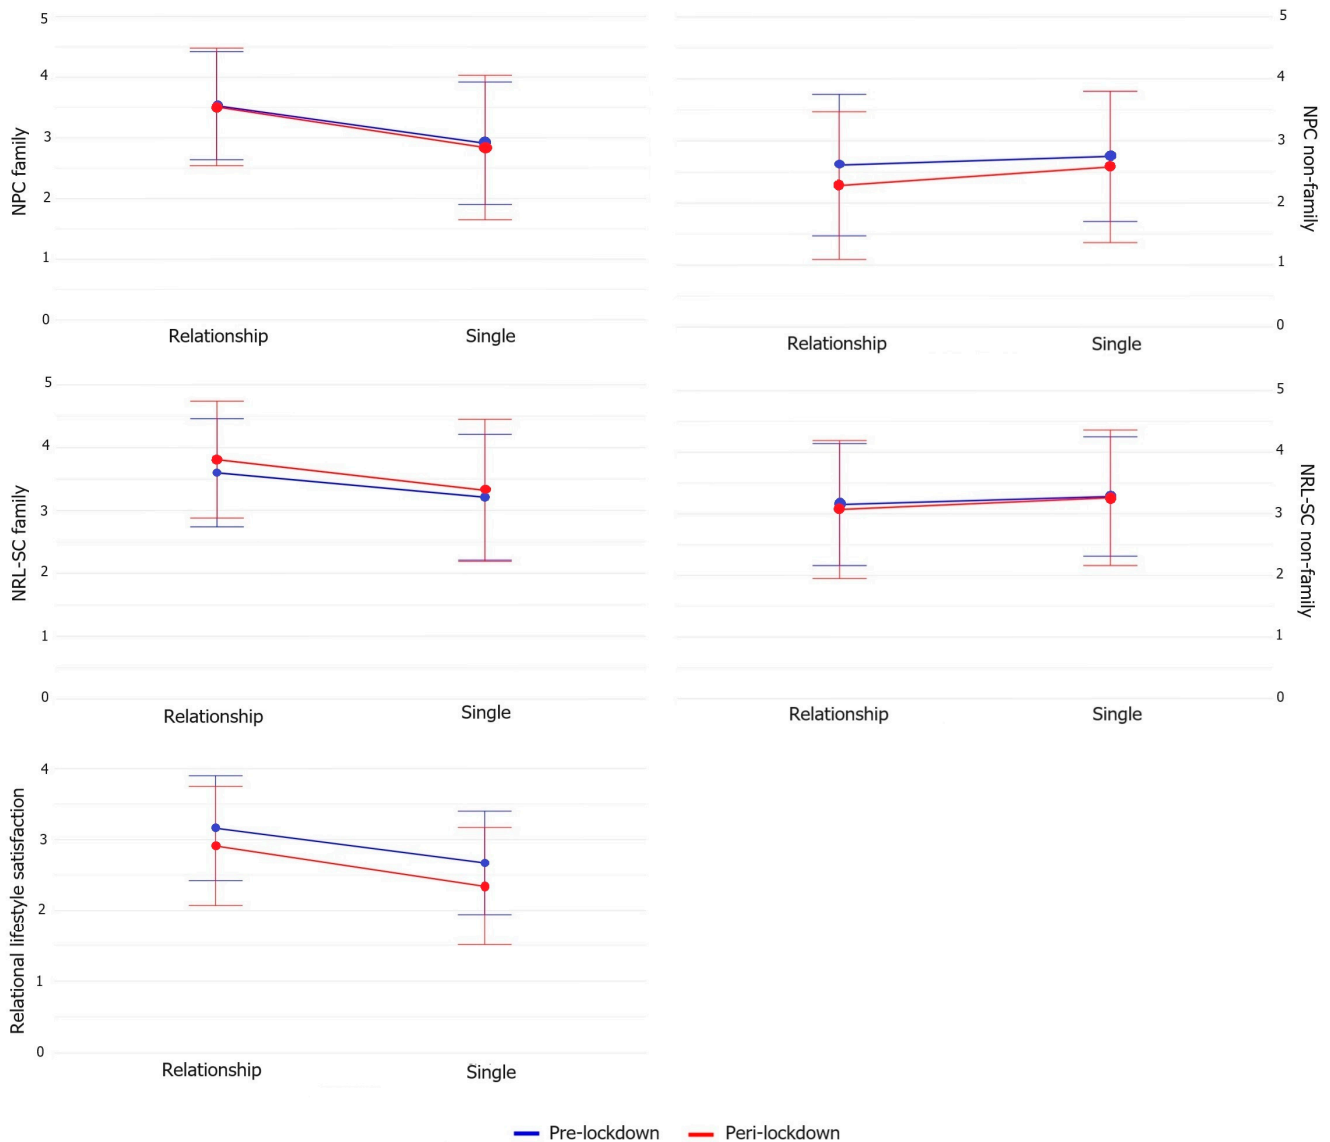 5
4
3
2
1
0
NPC family
Relationship
Single
5
4
3
2
1
0
NPC non-family
Relationship
Single
5
4
3
2
1
0
NRL-SC family
Relationship
Single
5
4
3
2
1
0
NRL-SC non-family
Relationship
Single
4
3
2
1
0
Relational lifestyle satisfaction
Relationship
Single
Pre-lockdown
Peri-lockdown